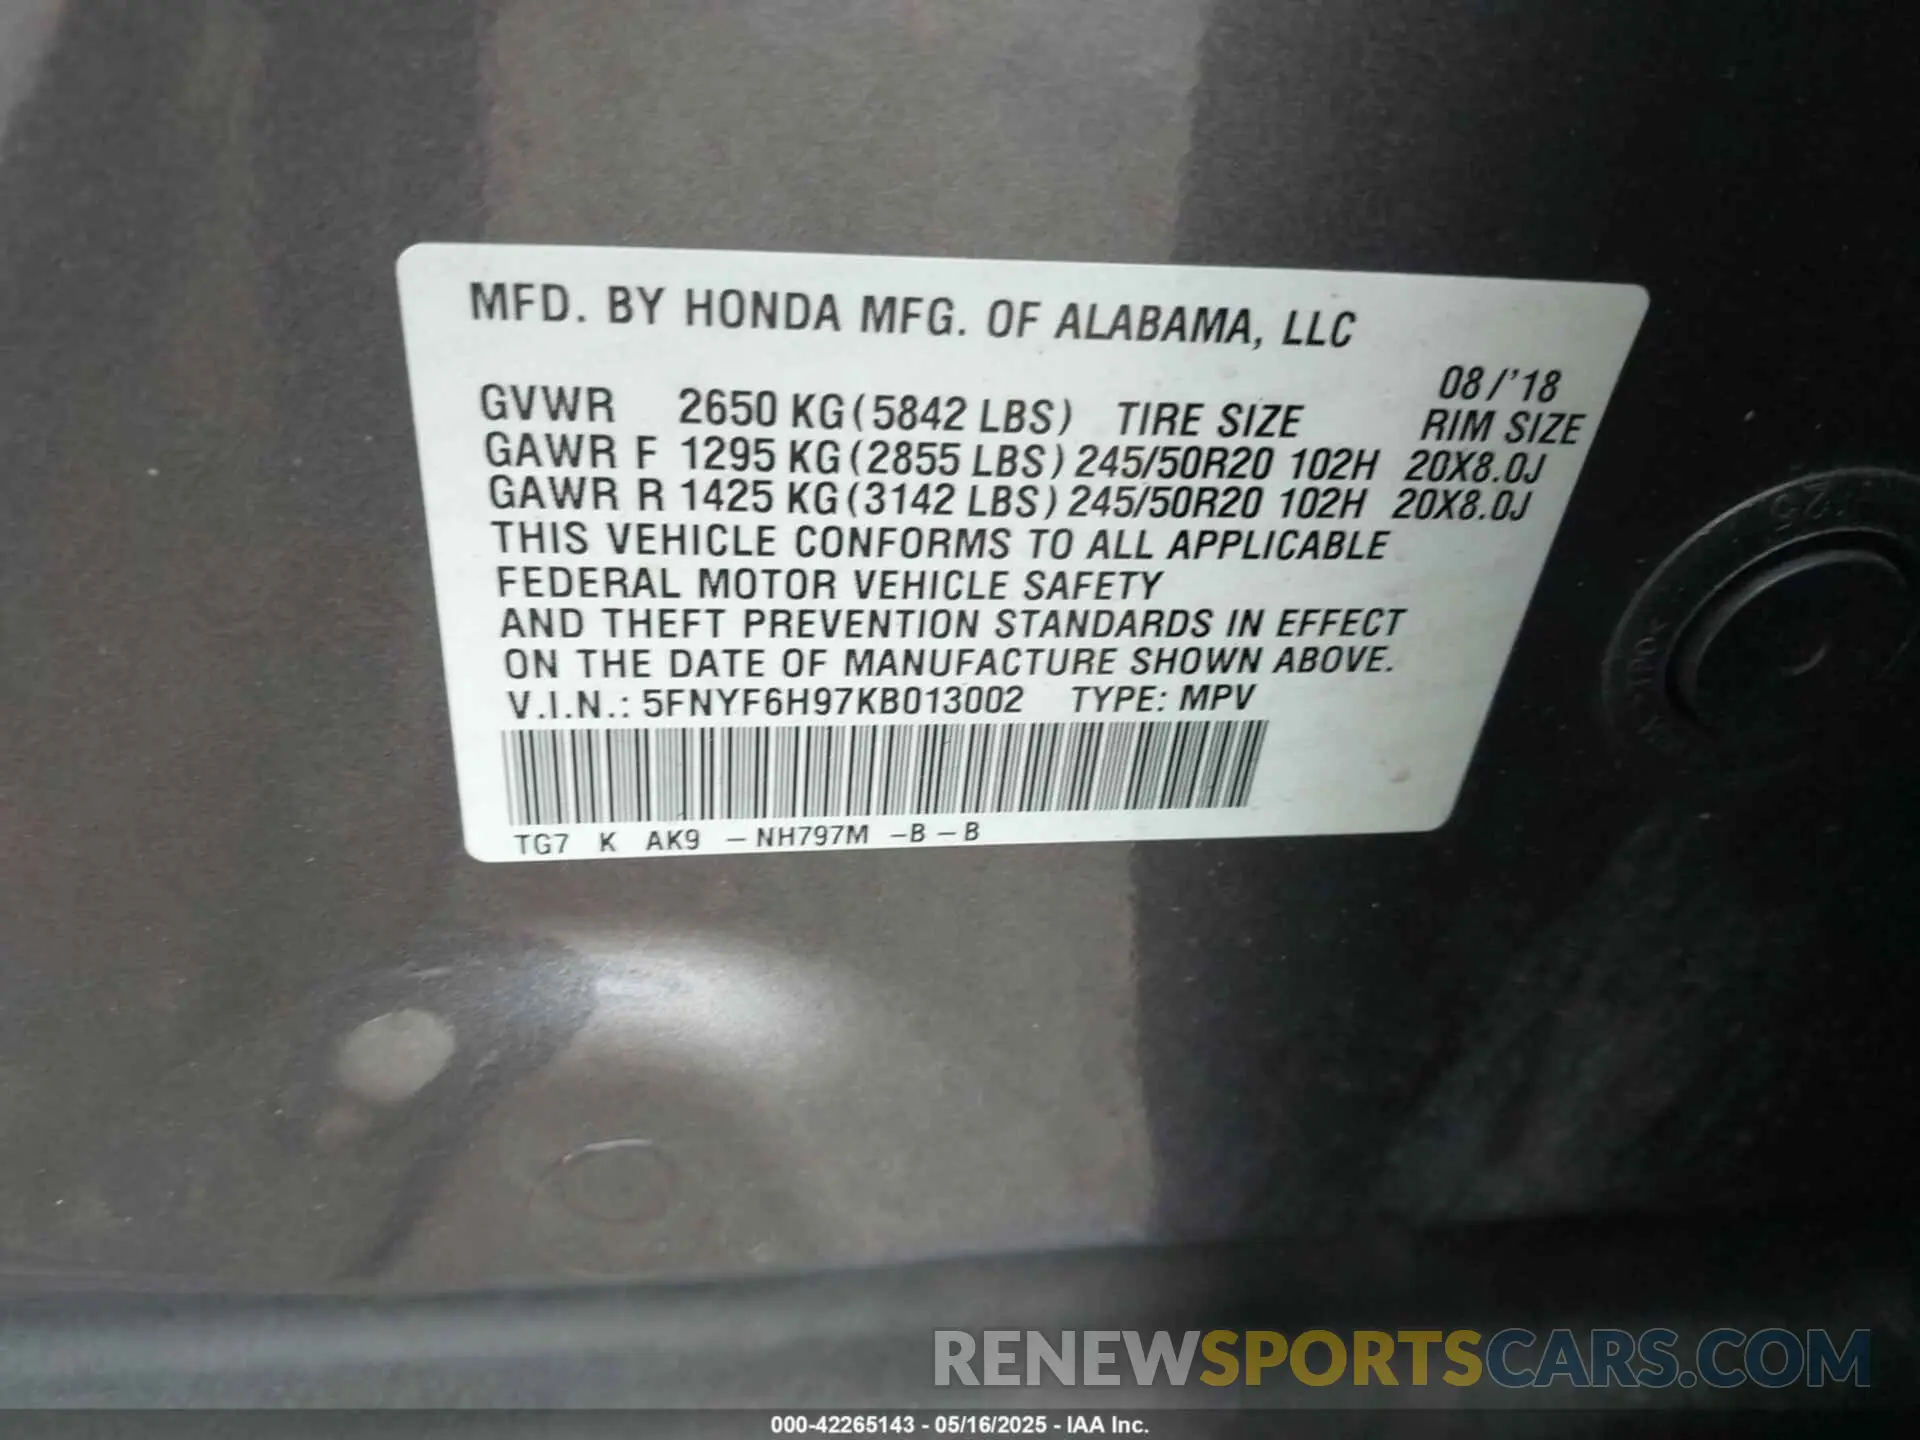 MFD. BY HONDA MFG. OF ALABAMA, LLC
08/'18
GVWR 2650 KG (5842 LBS) TIRE SIZE RIM SIZE
GAWR F 1295 KG (2855 LBS) 245/50R20 102H 20X8.0J
GAWR R 1425 KG (3142 LBS) 245/50R20 102H 20X8.0J
THIS VEHICLE CONFORMS TO ALL APPLICABLE
FEDERAL MOTOR VEHICLE SAFETY
AND THEFT PREVENTION STANDARDS IN EFFECT
ON THE DATE OF MANUFACTURE SHOWN ABOVE.
V.I.N.: 5FNYF6H97KB013002 TYPE: MPV
TG7 K AK9 -NH797M -B-B
RENEWSPORTSCARS.COM
000-42265143 - 05/16/2025 - IAA Inc.